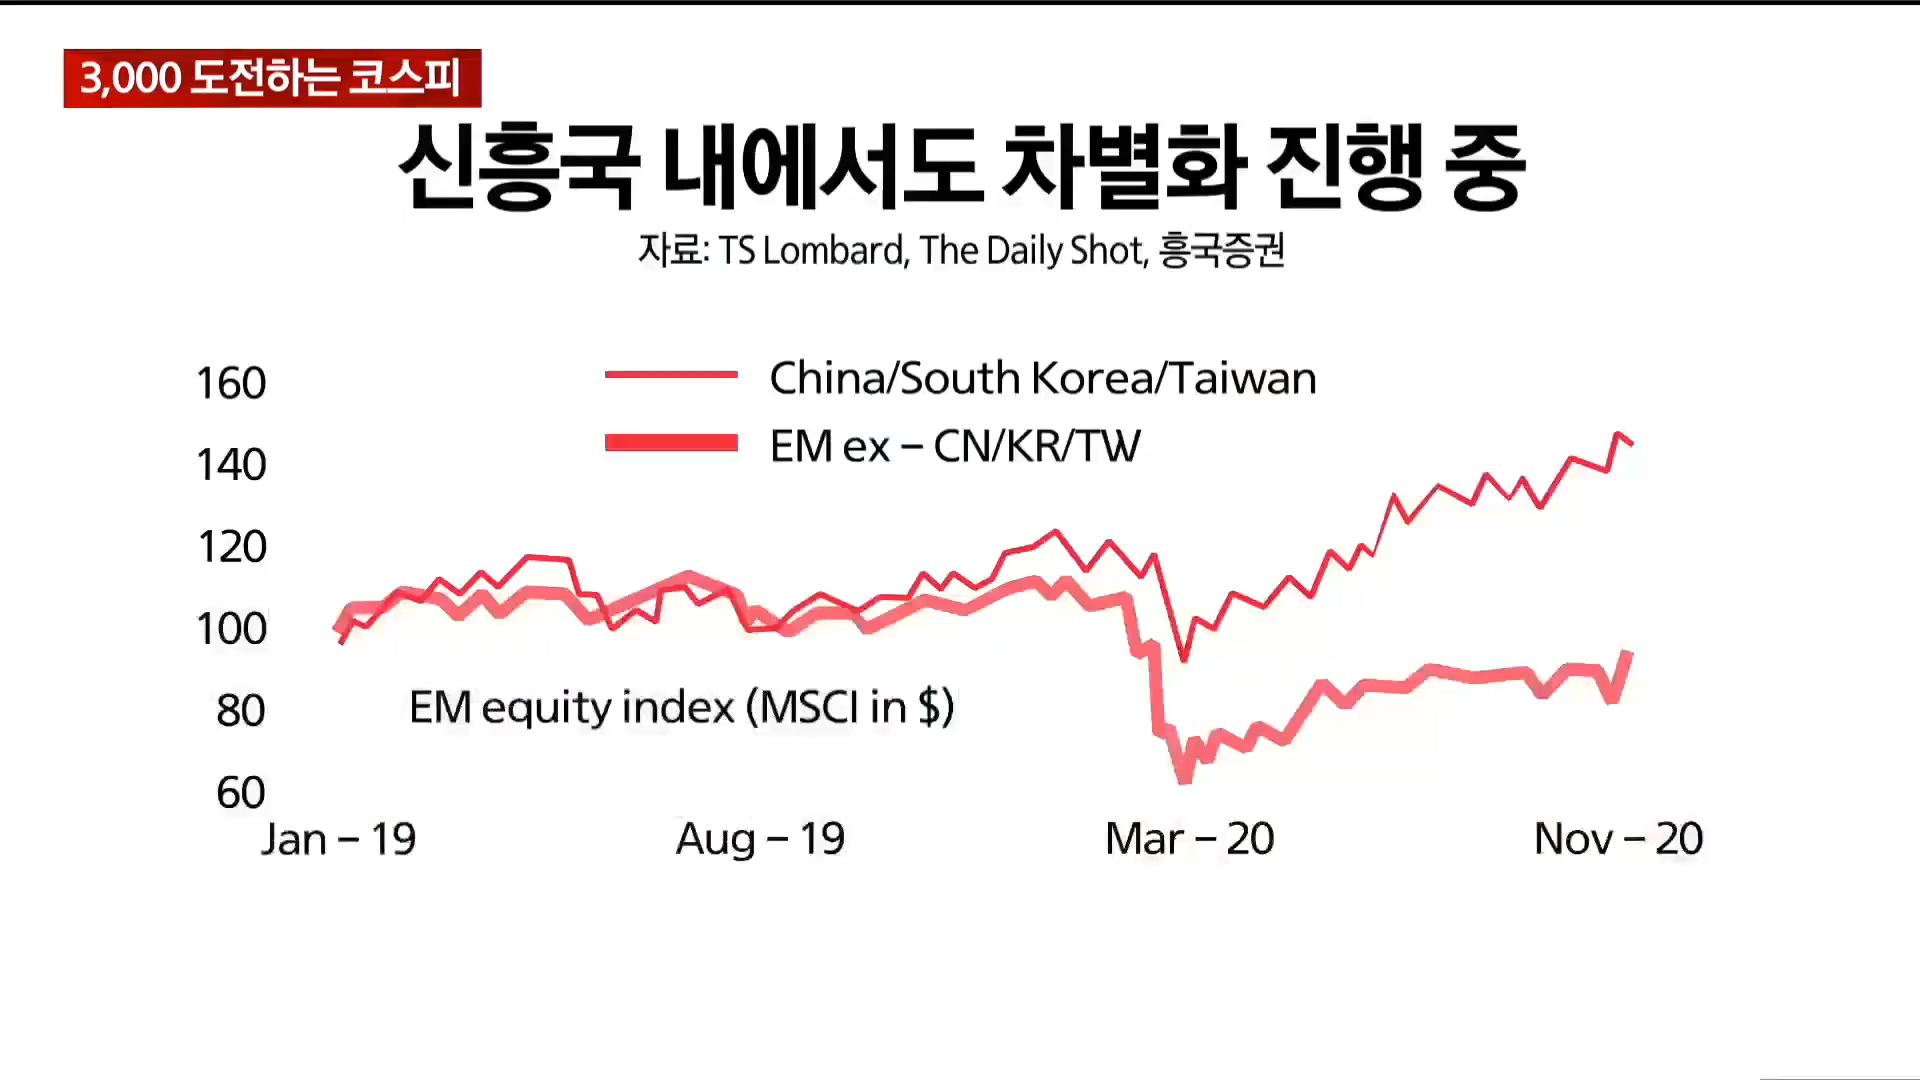 3,000 도전하는 코스피
신흥국 내에서도 차별화 진행 중
자료: TS Lombard, The Daily Shot, 흥국증권
China/South Korea/Taiwan
EM ex – CN/KR/TW
160
140
120
100
80
60
EM equity index (MSCI in $)
Jan – 19 Aug – 19 Mar – 20 Nov – 20